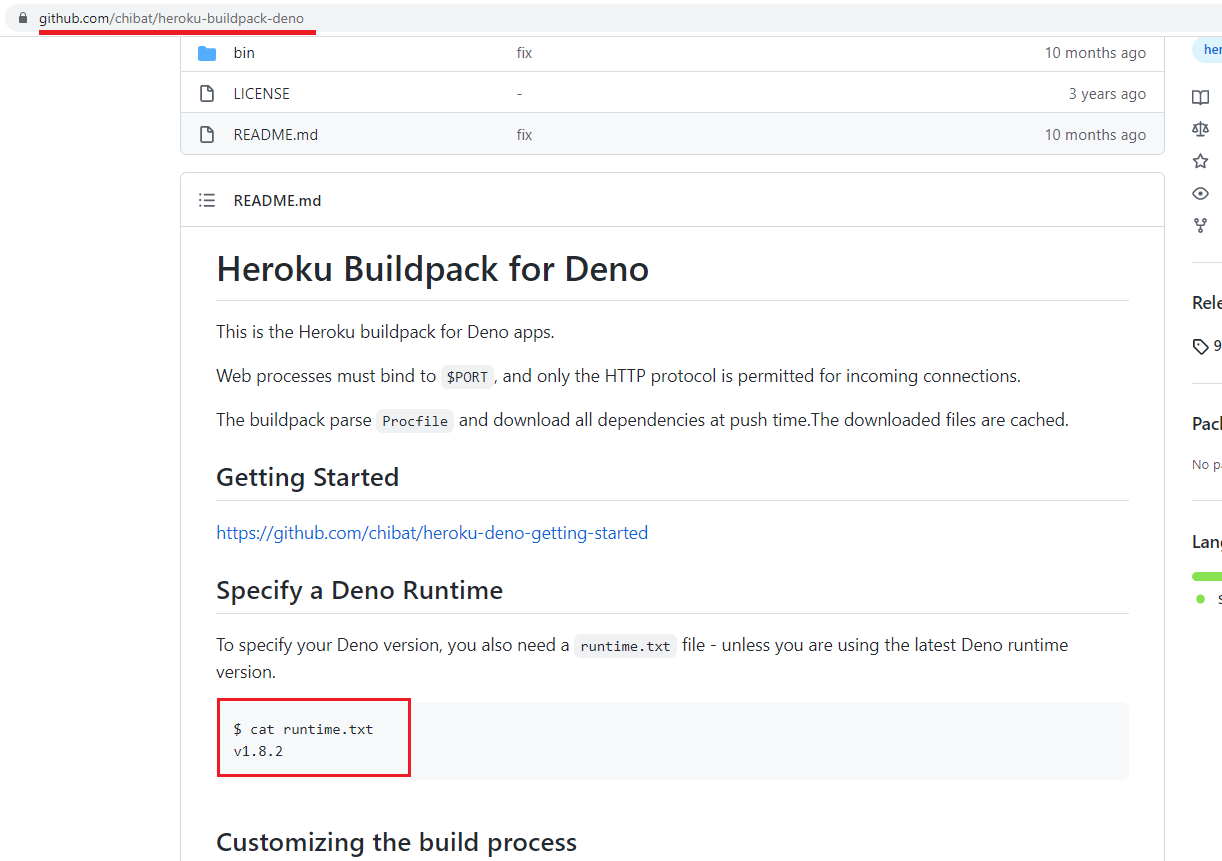 github.com/chibat/heroku-buildpack-deno
bin fix 10 months ago
her
LICENSE - 3 years ago
README.md fix 10 months ago
README.md
Heroku Buildpack for Deno
This is the Heroku buildpack for Deno apps.
Rele
9
Web processes must bind to $PORT, and only the HTTP protocol is permitted for incoming connections.
The buildpack parse Procfile and download all dependencies at push time.The downloaded files are cached.
Pack
No pa
Getting Started
https://github.com/chibat/heroku-deno-getting-started
Lang
Specify a Deno Runtime
S
To specify your Deno version, you also need a runtime.txt file - unless you are using the latest Deno runtime
version.
$ cat runtime.txt
v1.8.2
Customizing the build process